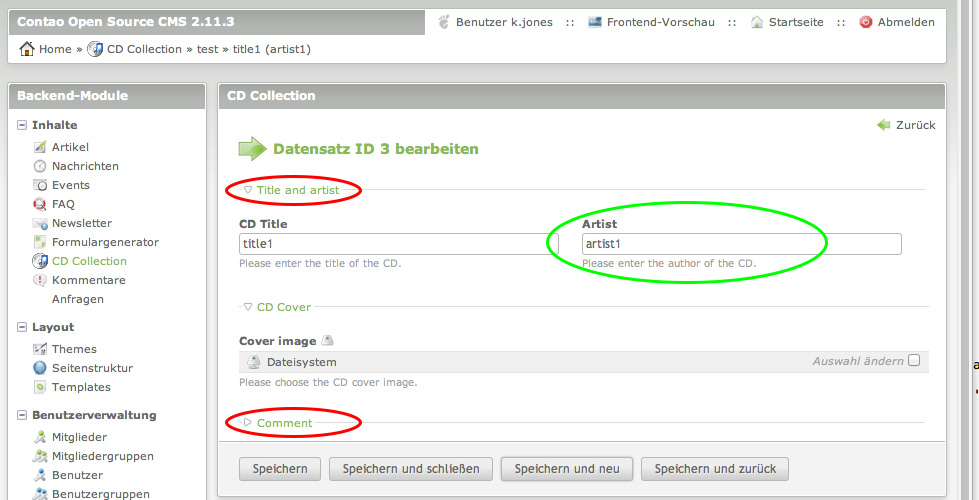 Contao Open Source CMS 2.11.3
Benutzer k.jones :: Frontend-Vorschau :: Startseite :: Abmelden
Home » CD Collection » test » title1 (artist1)
Backend-Module
Inhalte
Artikel
Nachrichten
Events
FAQ
Newsletter
Formulargenerator
CD Collection
Kommentare
Anfragen
Layout
Themes
Seitenstruktur
Templates
Benutzerverwaltung
Mitglieder
Mitgliedergruppen
Benutzer
Benutzergruppen
CD Collection
Zurück
Datensatz ID 3 bearbeiten
Title and artist
CD Title
title1
Please enter the title of the CD.
Artist
artist1
Please enter the author of the CD.
CD Cover
Cover image
Dateisystem
Auswahl ändern
Please choose the CD cover image.
Comment
Speichern
Speichern und schließen
Speichern und neu
Speichern und zurück